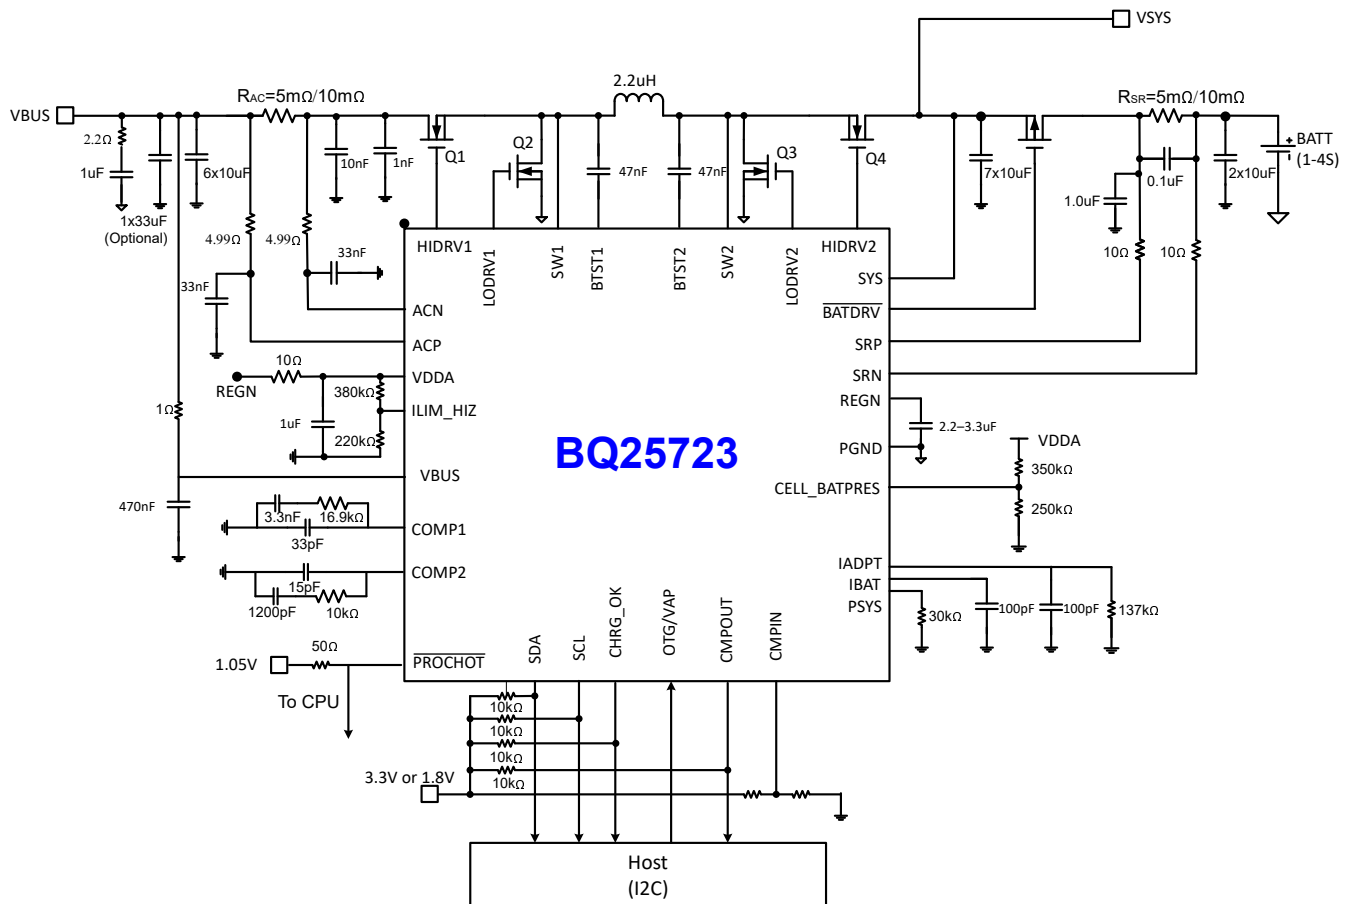 VSYS
2.2uH
RAC=5mΩ/10mΩ
RSR=5mΩ/10mΩ
VBUS
2.2Ω
1uF
6x10uF
1x33uF
(Optional)
10nF
1nF
Q1
Q2
47nF
47nF
Q3
Q4
7x10uF
1.0uF
0.1uF
2x10uF
+
BATT
(1-4S)
4.99Ω
4.99Ω
33nF
33nF
10Ω
10Ω
HIDRV1
LODRV1
SW1
BTST1
BTST2
SW2
LODRV2
HIDRV2
SYS
BATDRV
SRP
SRN
REGN
PGND
CELL_BATPRES
IADPT
IBAT
PSYS
ACN
ACP
VDDA
ILIM_HIZ
VBUS
COMP1
COMP2
PROCHOT
SDA
SCL
CHRG_OK
OTG/VAP
CMPOUT
CMPIN
BQ25723
10Ω
REGN
380kΩ
1uF
220kΩ
1Ω
470nF
3.3nF
16.9kΩ
33pF
15pF
1200pF
10kΩ
50Ω
1.05V
To CPU
2.2–3.3uF
VDDA
350kΩ
250kΩ
30kΩ
100pF
100pF
137kΩ
10kΩ
10kΩ
10kΩ
10kΩ
3.3V or 1.8V
Host
(I2C)